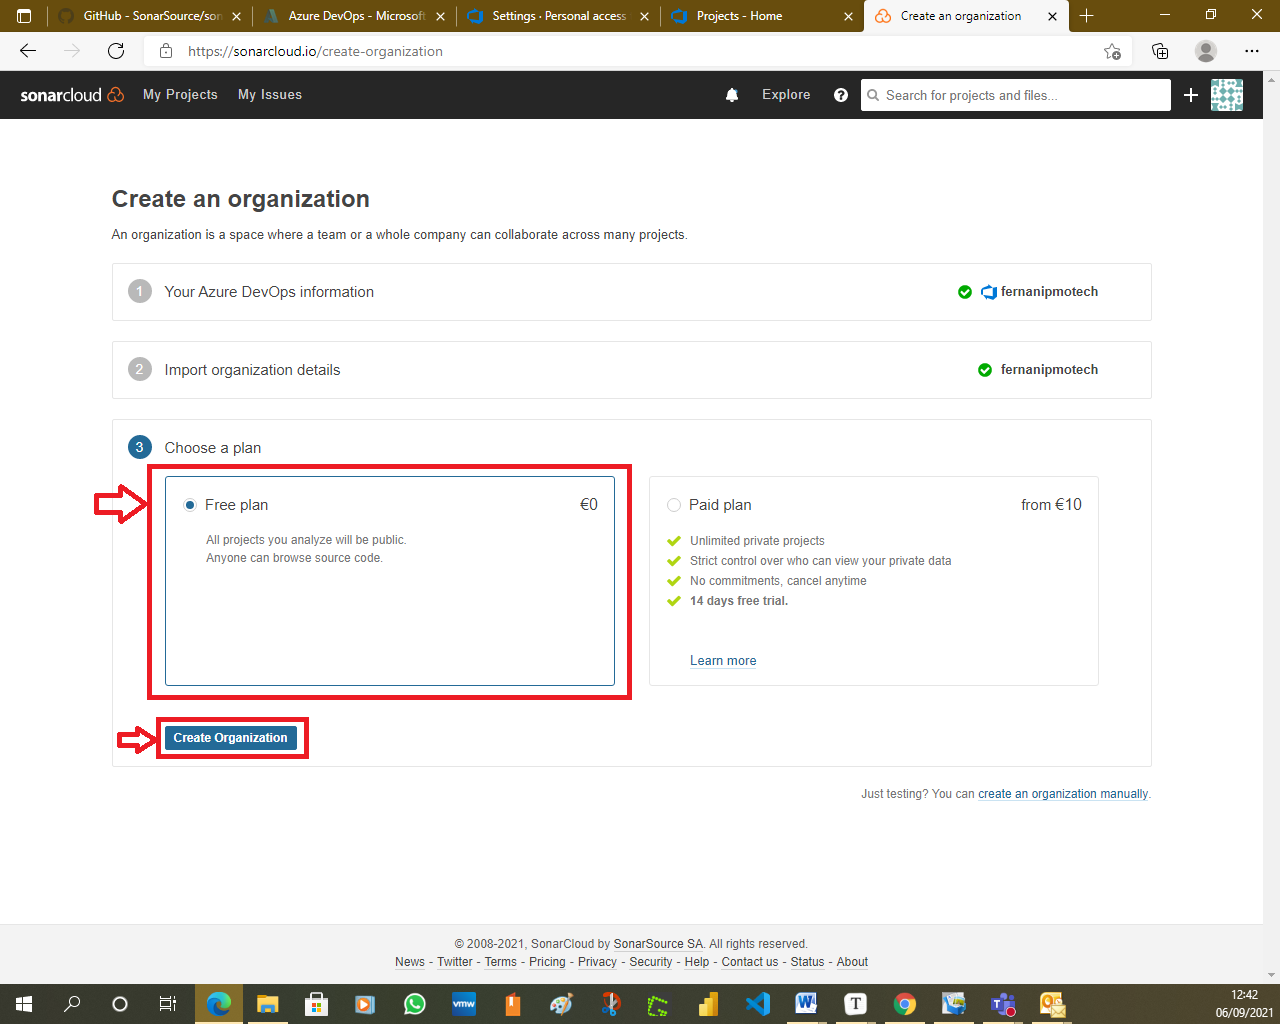 GitHub - SonarSource/son
Azure DevOps - Microsoft
Settings · Personal access
Projects - Home
Create an organization
https://sonarcloud.io/create-organization
sonarcloud
My Projects
My Issues
Explore
?
Search for projects and files...
Create an organization
An organization is a space where a team or a whole company can collaborate across many projects.
1 Your Azure DevOps information
fernanipmotech
2 Import organization details
fernanipmotech
3 Choose a plan
Free plan €0
All projects you analyze will be public.
Anyone can browse source code.
Paid plan from €10
Unlimited private projects
Strict control over who can view your private data
No commitments, cancel anytime
14 days free trial.
Learn more
Create Organization
Just testing? You can create an organization manually.
© 2008-2021, SonarCloud by SonarSource SA. All rights reserved.
News - Twitter - Terms - Pricing - Privacy - Security - Help - Contact us - Status - About
vmw
W
T
12:42
06/09/2021